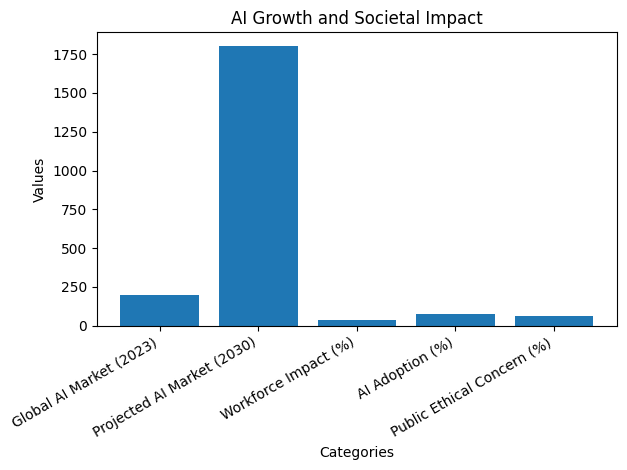 AI Growth and Societal Impact
1750
1500
1250
1000
750
500
250
0
Values
Global AI Market (2023)
Projected AI Market (2030)
Workforce Impact (%)
AI Adoption (%)
Public Ethical Concern (%)
Categories